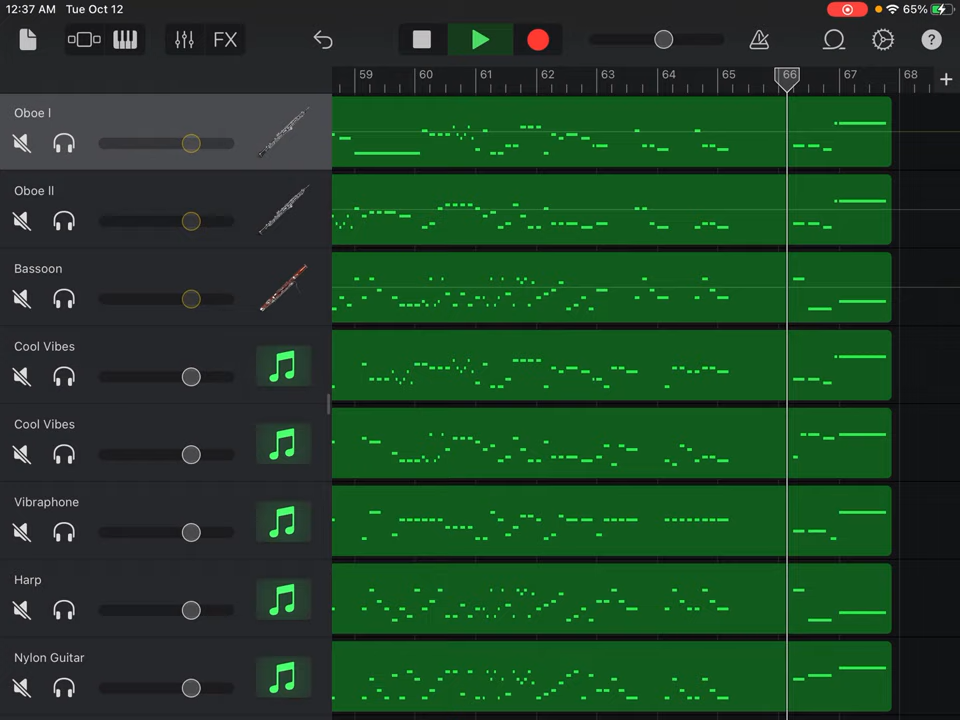 12:37 AM Tue Oct 12 65%
FX ?
59 60 61 62 63 64 65 66 67 68 +
Oboe I
Oboe II
Bassoon
Cool Vibes
Cool Vibes
Vibraphone
Harp
Nylon Guitar